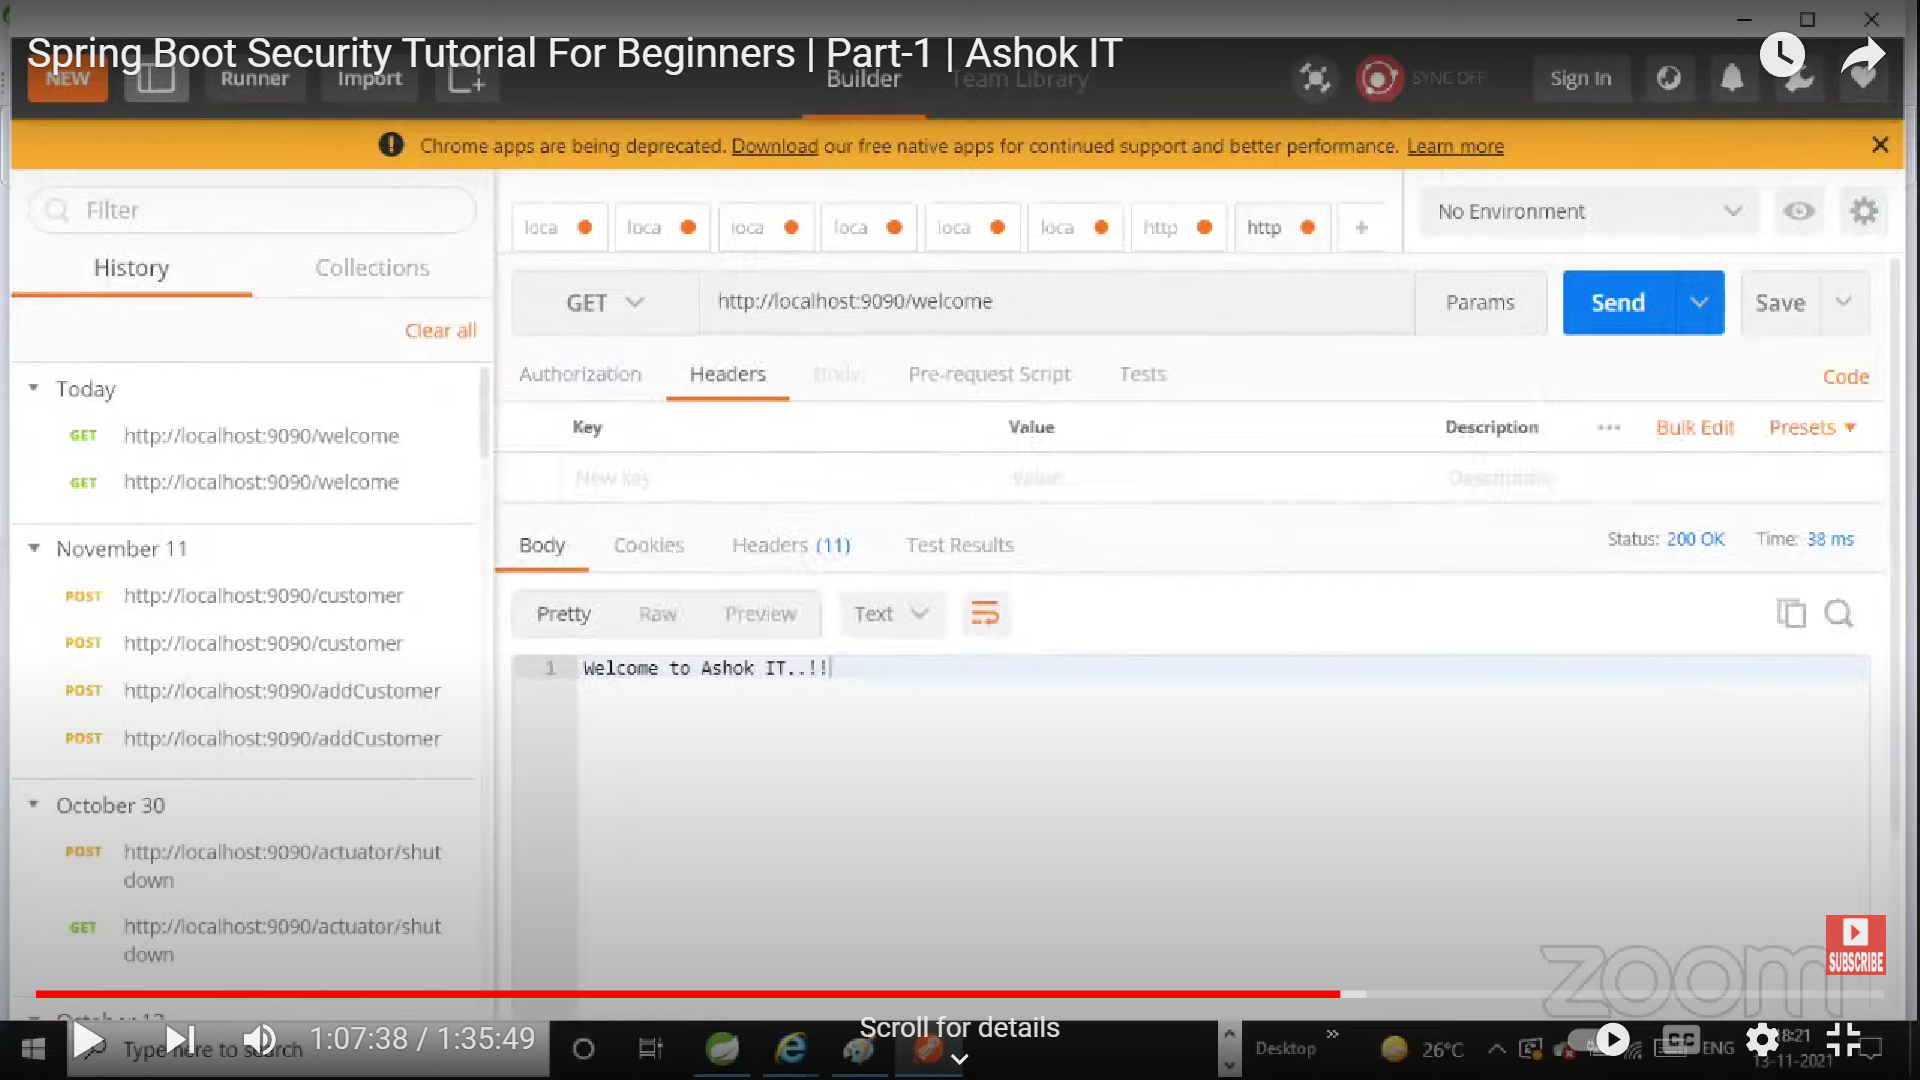 Spring Boot Security Tutorial For Beginners | Part-1 | Ashok IT
NEW Runner Import Builder Team Library SYNC OFF Sign In
Chrome apps are being deprecated. Download our free native apps for continued support and better performance. Learn more
Filter
loca loca loca loca loca loca http http + No Environment
History Collections
GET http://localhost:9090/welcome Params Send Save
Clear all
Authorization Headers Body Pre-request Script Tests Code
Today
Key Value Description Bulk Edit Presets
GET http://localhost:9090/welcome
New key Value Description
GET http://localhost:9090/welcome
November 11
Body Cookies Headers (11) Test Results Status: 200 OK Time: 38 ms
POST http://localhost:9090/customer
Pretty Raw Preview Text
POST http://localhost:9090/customer
1 Welcome to Ashok IT..!!
POST http://localhost:9090/addCustomer
POST http://localhost:9090/addCustomer
October 30
POST http://localhost:9090/actuator/shut
down
GET http://localhost:9090/actuator/shut
down
zoom
SUBSCRIBE
Type here to search
1:07:38 / 1:35:49
Scroll for details
Desktop 26°C CC ENG 18:21
13-11-2021